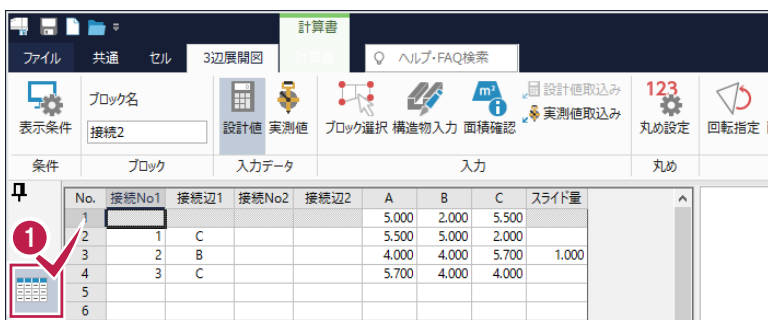 計算書
ファイル 共通 セル 3辺展開図 計算書 ヘルプ・FAQ検索
表示条件 ブロック名 接続2 設計値 実測値 ブロック選択 構造物入力 m² 面積確認 設計値取込み 実測値取込み 123 丸め設定 回転指定
条件 ブロック 入力データ 入力 丸め
No. 接続No1 接続辺1 接続No2 接続辺2 A B C スライド量
1 5.000 2.000 5.500
2 1 C 5.500 5.000 2.000
3 2 B 4.000 4.000 5.700 1.000
4 3 C 5.700 4.000 4.000
5
6
1